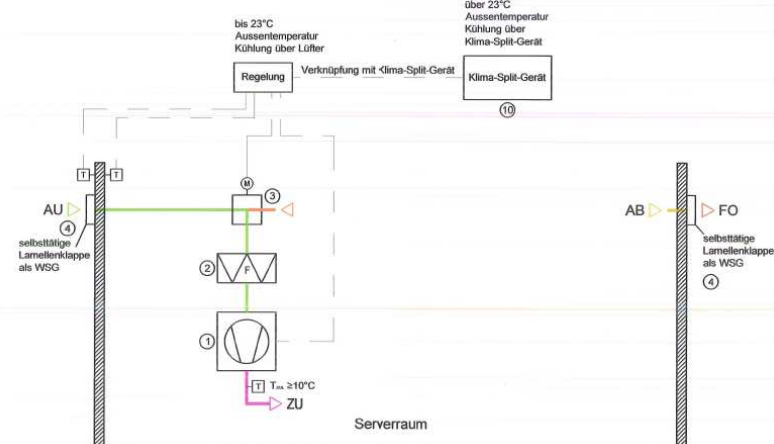 über 23°C
Aussentemperatur
Kühlung über
Klima-Split-Gerät
bis 23°C
Aussentemperatur
Kühlung über Lüfter
Regelung
Verknüpfung mit Klima-Split-Gerät
Klima-Split-Gerät
10
T
T
M
3
AU
4
selbsttätige
Lamellenklappe
als WSG
AB
FO
selbsttätige
Lamellenklappe
als WSG
4
2
F
1
T
≥10°C
ZU
Serverraum